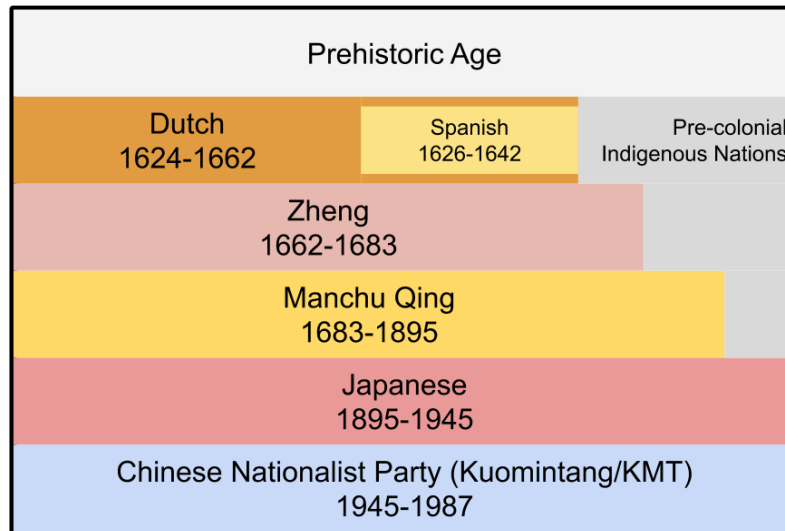 Prehistoric Age
Dutch
1624-1662
Spanish
1626-1642
Pre-colonial
Indigenous Nations
Zheng
1662-1683
Manchu Qing
1683-1895
Japanese
1895-1945
Chinese Nationalist Party (Kuomintang/KMT)
1945-1987